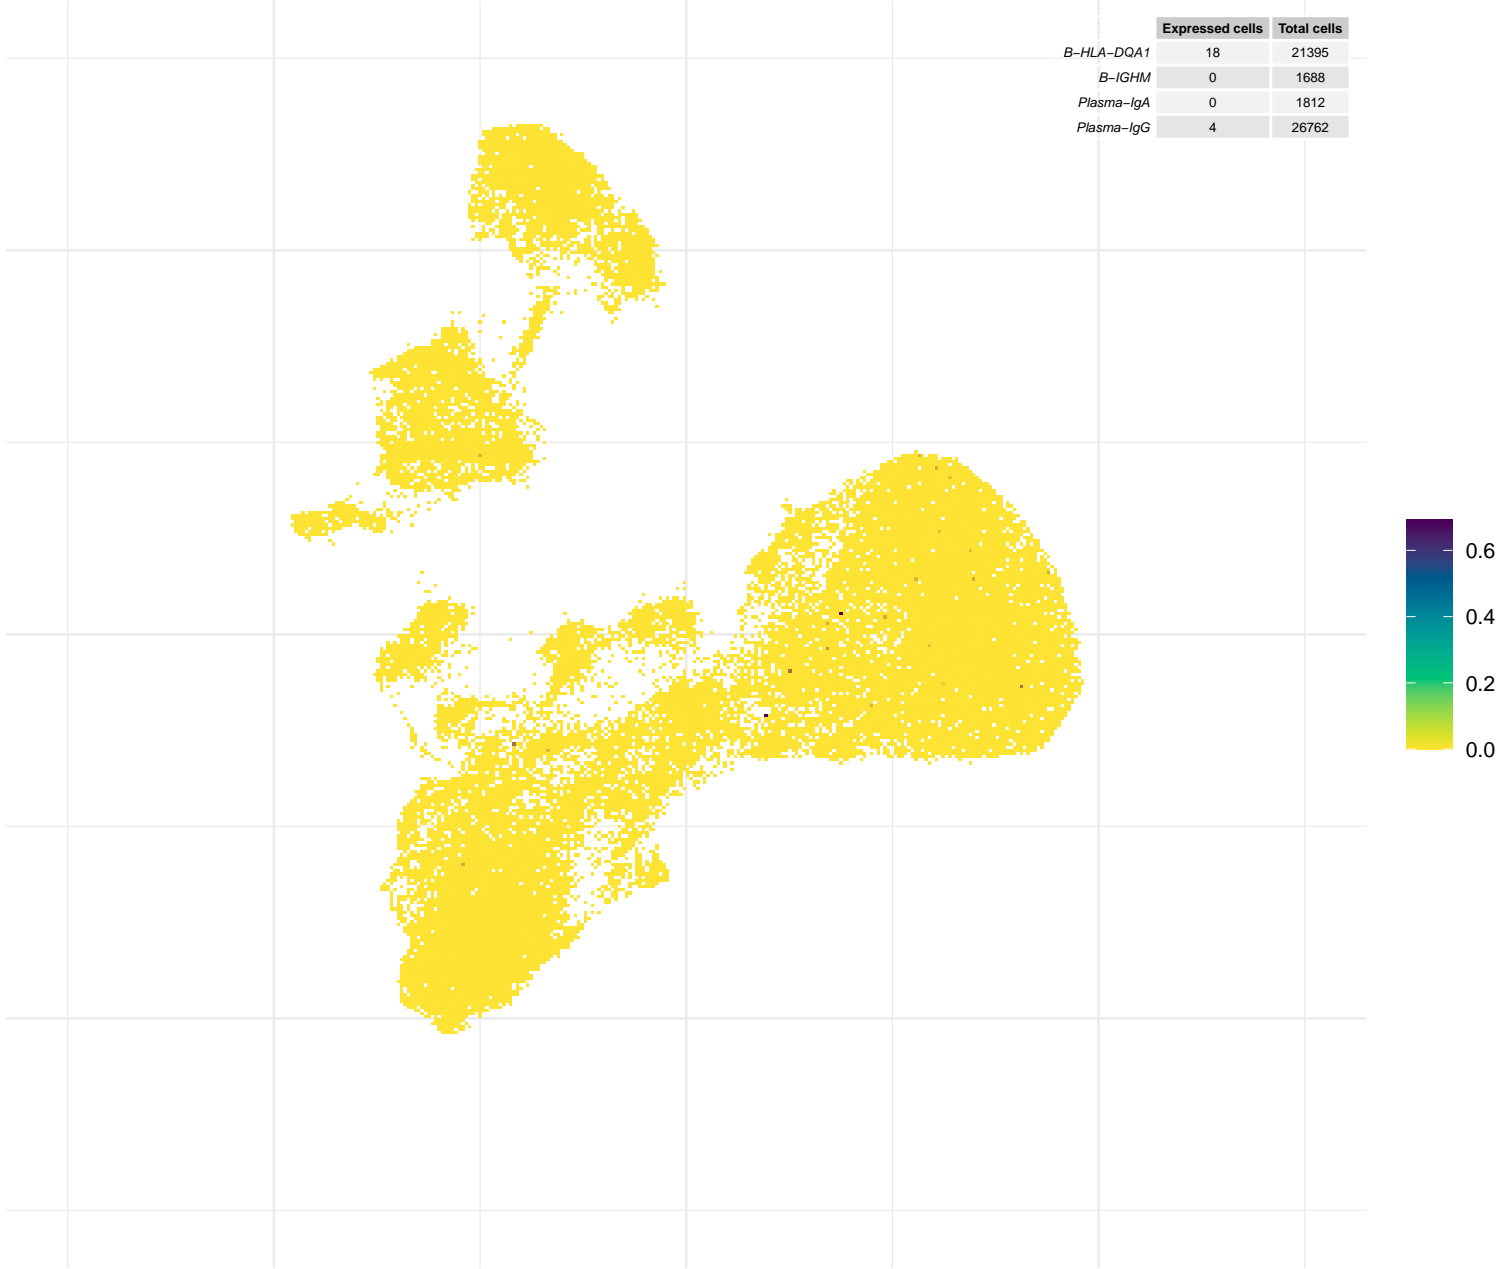 Expressed cells Total cells
B−HLA−DQA1 18 21395
B−IGHM 0 1688
Plasma−IgA 0 1812
Plasma−IgG 4 26762
0.6
0.4
0.2
0.0